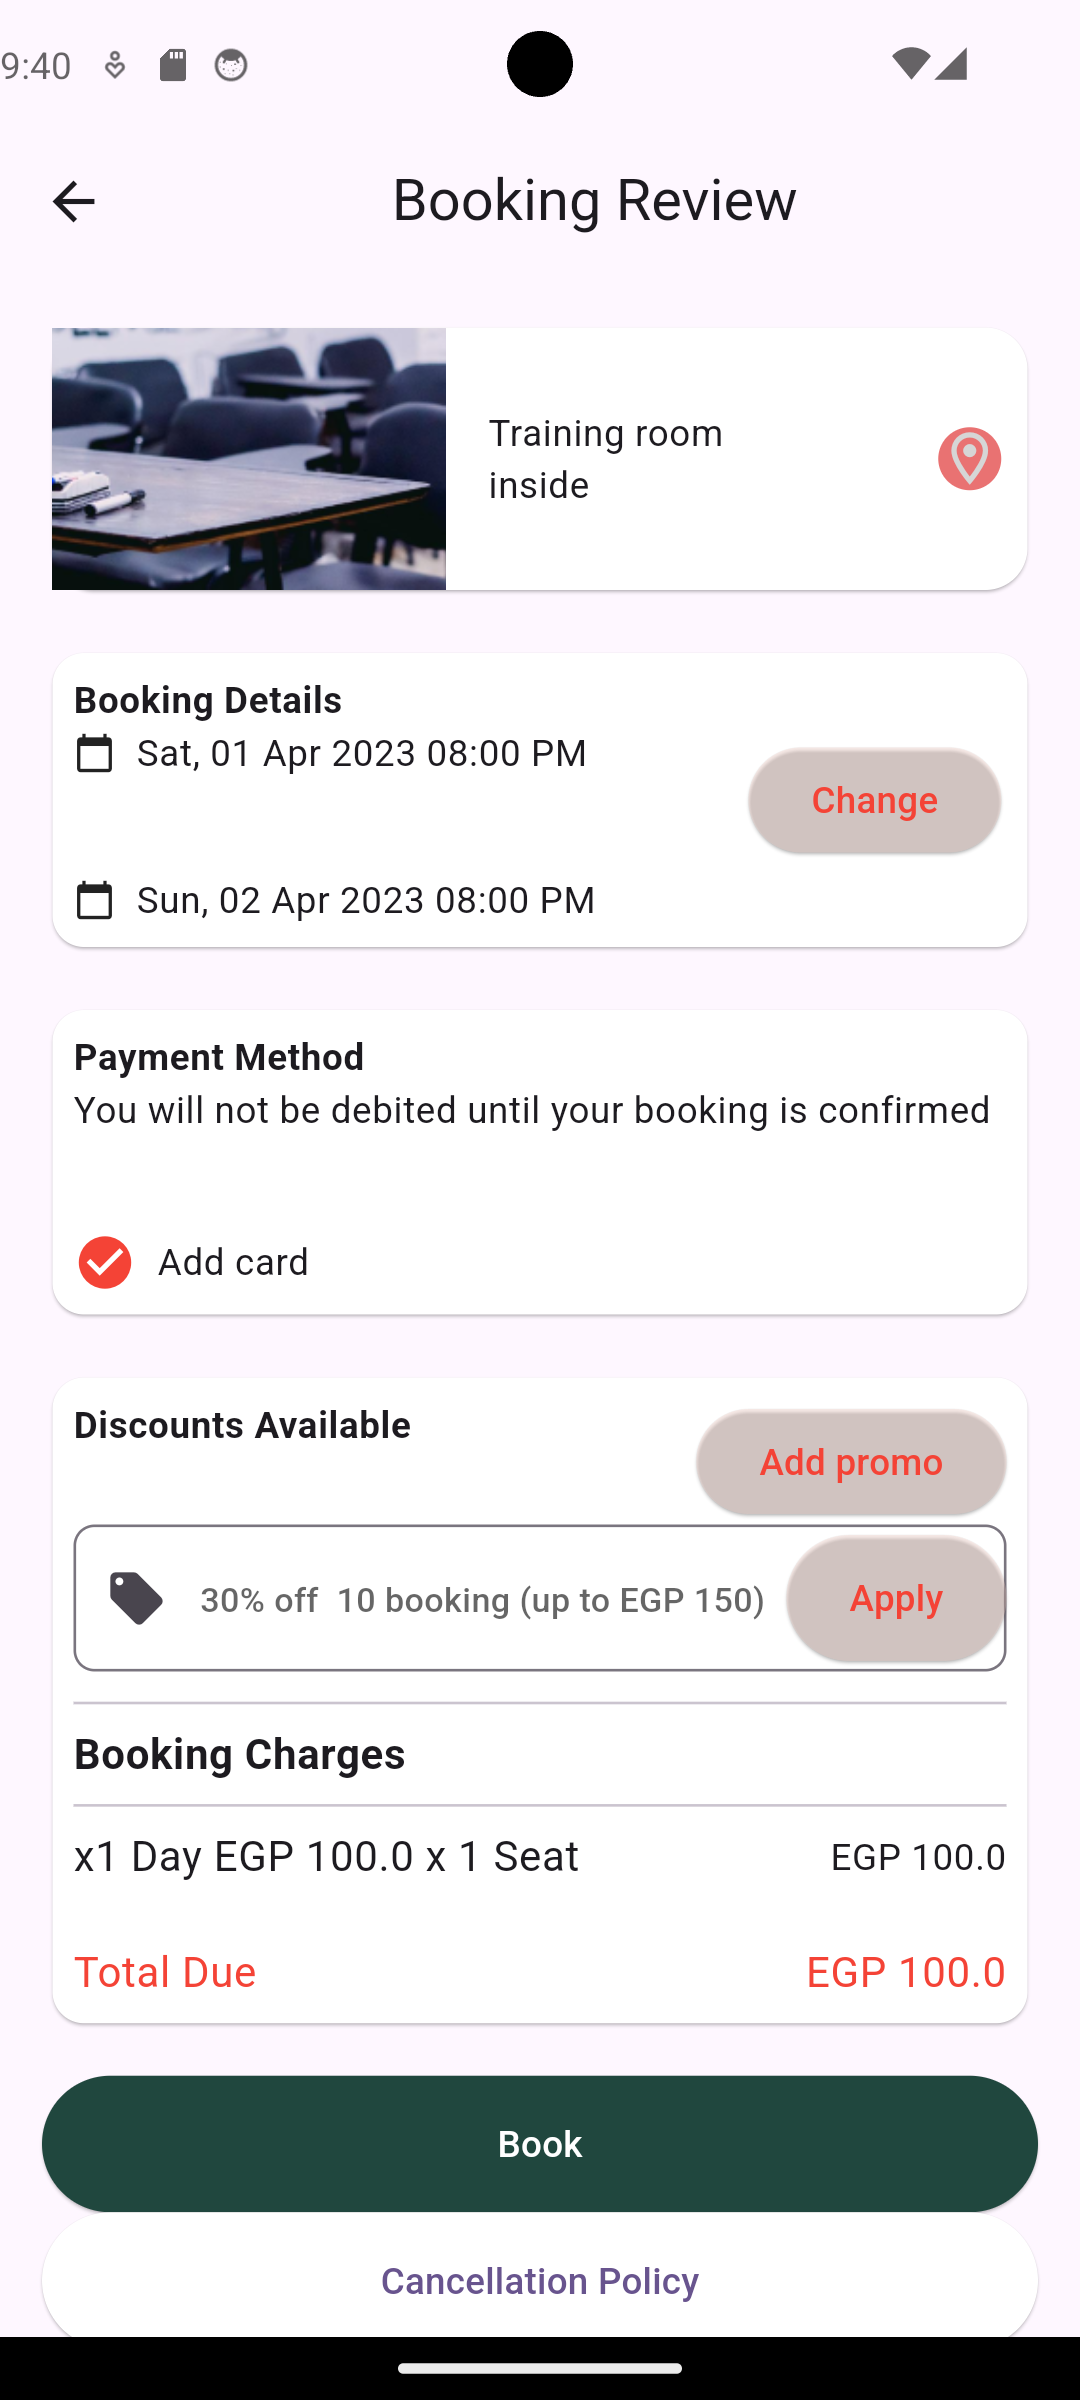 9:40
Booking Review
Training room
inside
Booking Details
Sat, 01 Apr 2023 08:00 PM
Change
Sun, 02 Apr 2023 08:00 PM
Payment Method
You will not be debited until your booking is confirmed
Add card
Discounts Available
Add promo
30% off  10 booking (up to EGP 150)
Apply
Booking Charges
x1 Day EGP 100.0 x 1 Seat EGP 100.0
Total Due EGP 100.0
Book
Cancellation Policy